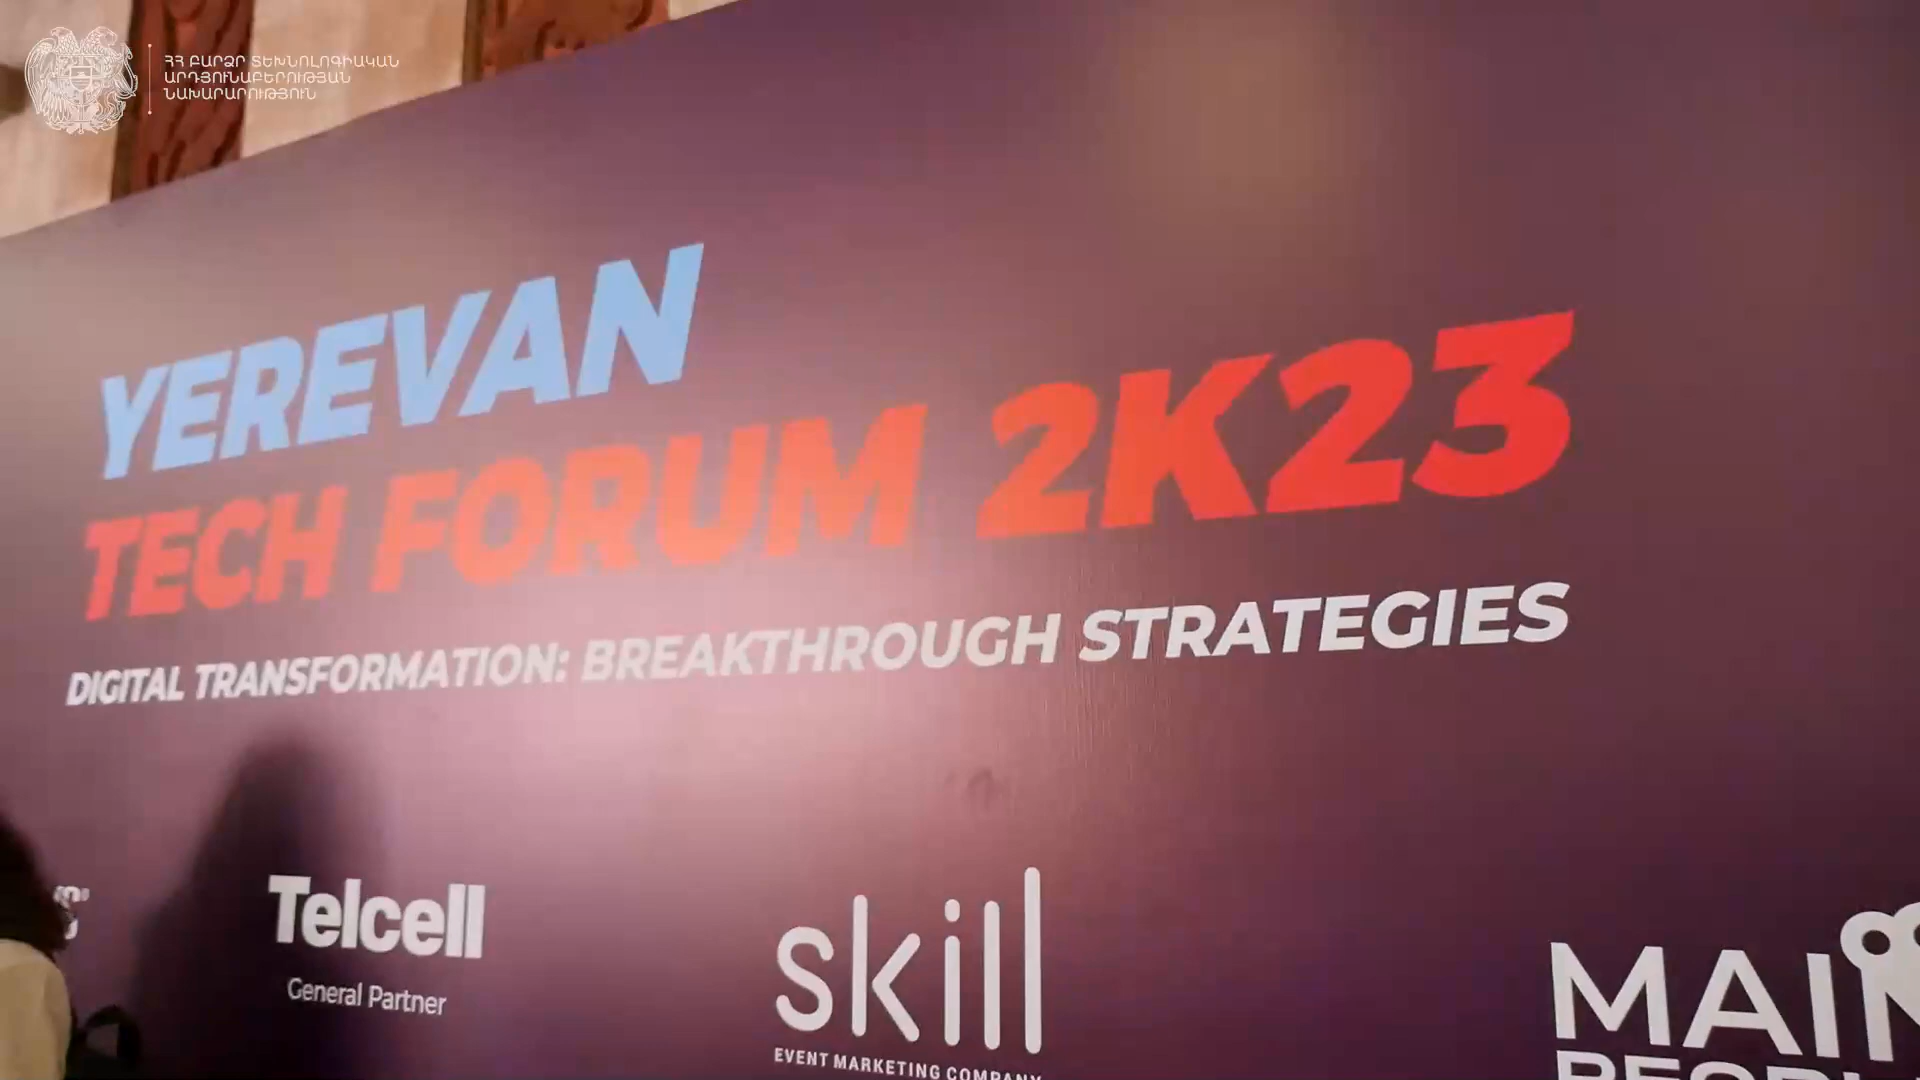 ՀՀ ԲԱՐՁՐ ՏԵԽՆՈԼՈԳԻԱԿԱՆ
ԱՐԴՅՈՒՆԱԲԵՐՈՒԹՅԱՆ
ՆԱԽԱՐԱՐՈՒԹՅՈՒՆ
YEREVAN
TECH FORUM 2K23
DIGITAL TRANSFORMATION: BREAKTHROUGH STRATEGIES
Telcell
General Partner
skill
EVENT MARKETING COMPANY
MAIN